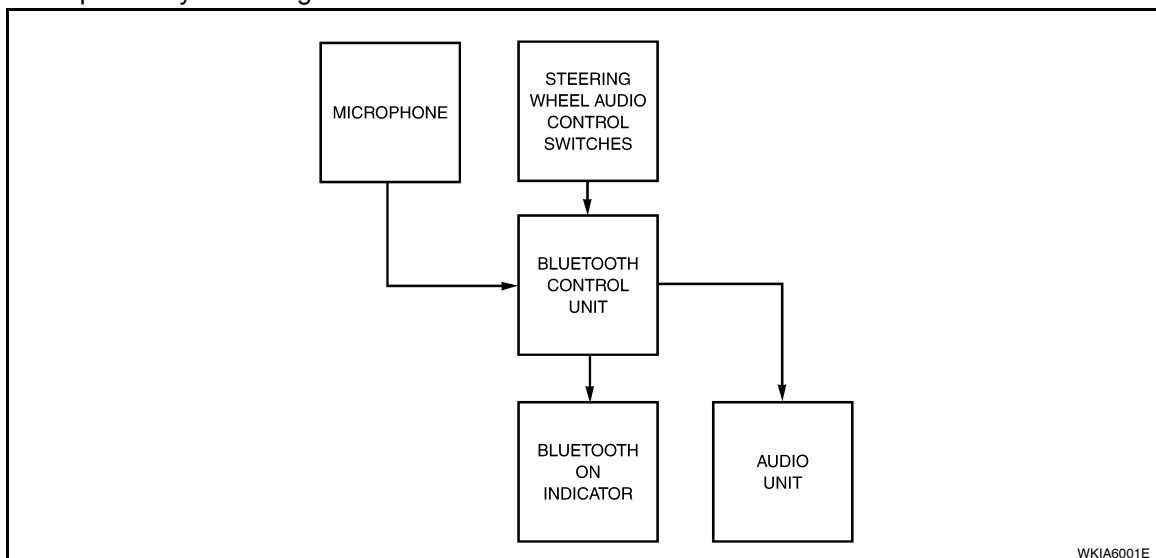 MICROPHONE
STEERING
WHEEL AUDIO
CONTROL
SWITCHES
BLUETOOTH
CONTROL
UNIT
BLUETOOTH
ON
INDICATOR
AUDIO
UNIT
WKIA6001E